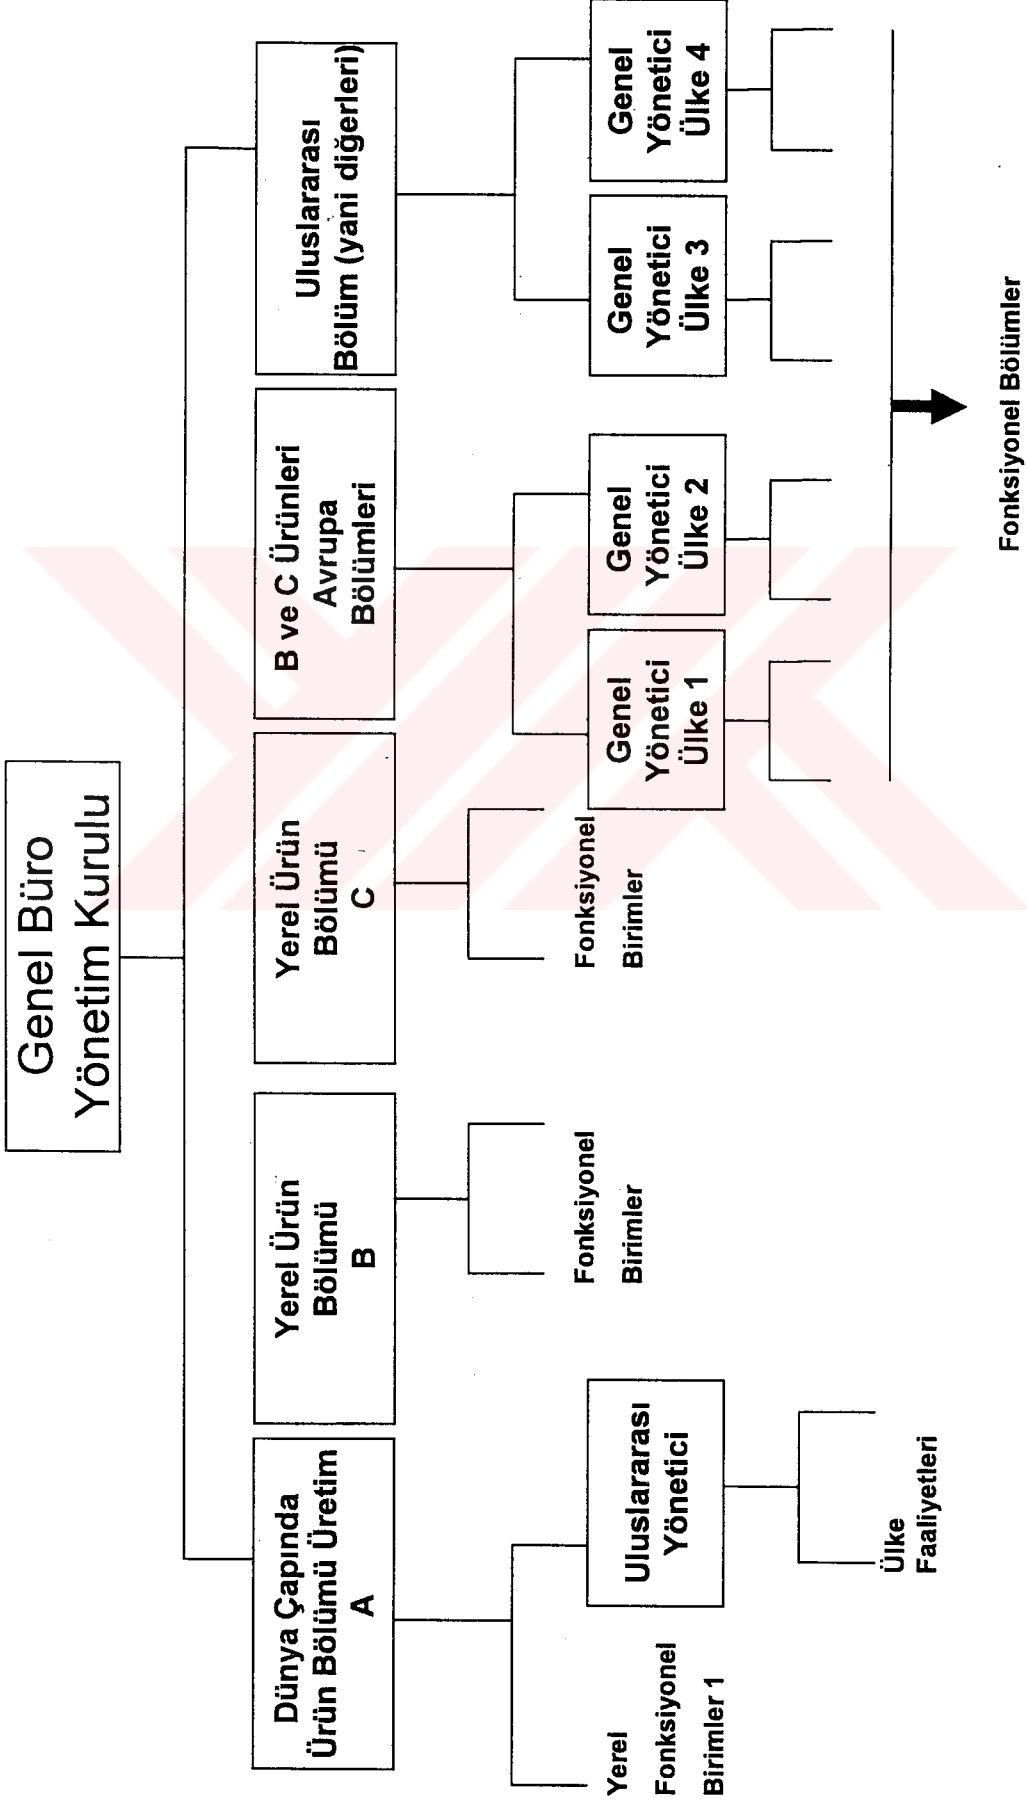 Genel Büro
Yönetim Kurulu
Dünya Çapında
Ürün Bölümü Üretim
A
Yerel Ürün
Bölümü
B
Yerel Ürün
Bölümü
C
B ve C Ürünleri
Avrupa
Bölümleri
Uluslararası
Bölüm (yani diğerleri)
Yerel
Fonksiyonel
Birimler 1
Uluslararası
Yönetici
Ülke
Faaliyetleri
Fonksiyonel
Birimler
Fonksiyonel
Birimler
Genel
Yönetici
Ülke 1
Genel
Yönetici
Ülke 2
Genel
Yönetici
Ülke 3
Genel
Yönetici
Ülke 4
Fonksiyonel Bölümler